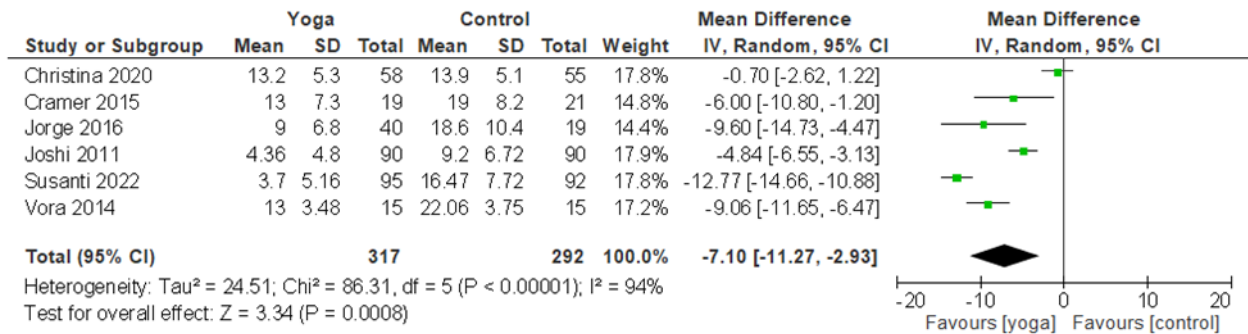 Yoga Control Mean Difference Mean Difference
Study or Subgroup Mean SD Total Mean SD Total Weight IV, Random, 95% CI IV, Random, 95% CI
Christina 2020 13.2 5.3 58 13.9 5.1 55 17.8% -0.70 [-2.62, 1.22]
Cramer 2015 13 7.3 19 19 8.2 21 14.8% -6.00 [-10.80, -1.20]
Jorge 2016 9 6.8 40 18.6 10.4 19 14.4% -9.60 [-14.73, -4.47]
Joshi 2011 4.36 4.8 90 9.2 6.72 90 17.9% -4.84 [-6.55, -3.13]
Susanti 2022 3.7 5.16 95 16.47 7.72 92 17.8% -12.77 [-14.66, -10.88]
Vora 2014 13 3.48 15 22.06 3.75 15 17.2% -9.06 [-11.65, -6.47]
Total (95% CI) 317 292 100.0% -7.10 [-11.27, -2.93]
Heterogeneity: Tau² = 24.51; Chi² = 86.31, df = 5 (P < 0.00001); I² = 94%
Test for overall effect: Z = 3.34 (P = 0.0008)
-20 -10 0 10 20
Favours [yoga] Favours [control]